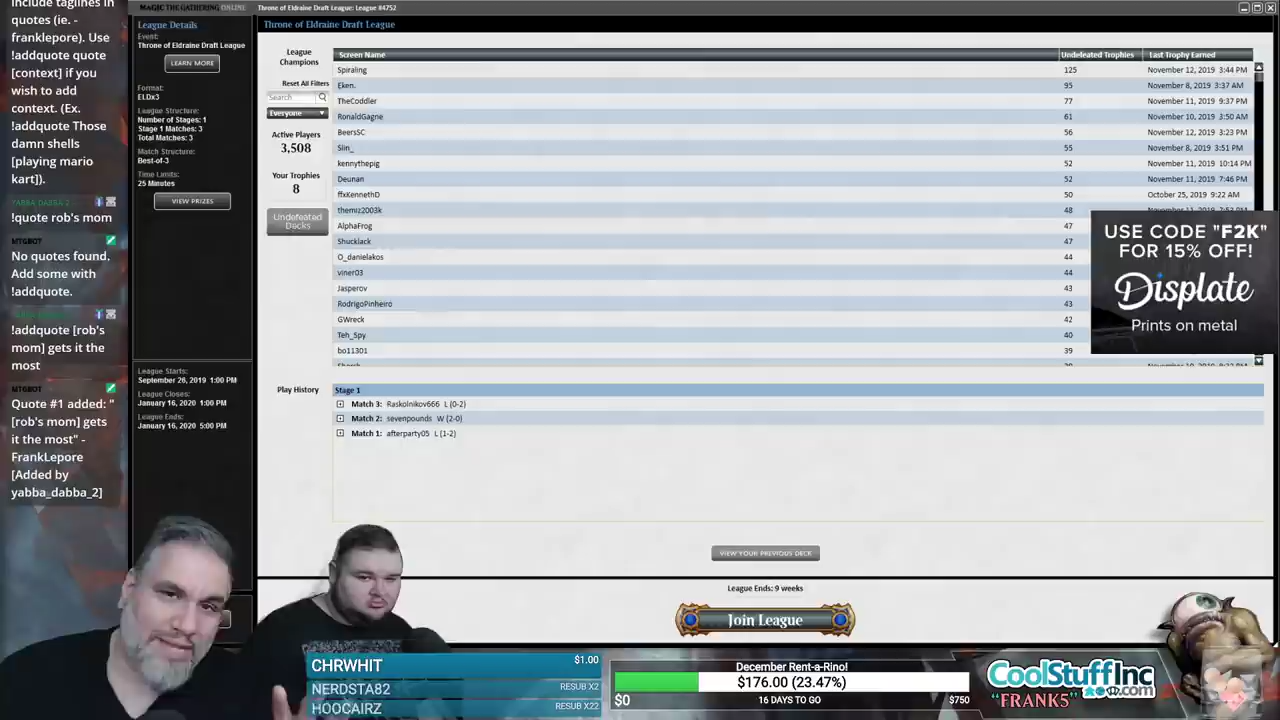 include taglines in
quotes (ex. -
franklepore). Use
!addquote quote
[context] if you
wish to add
context. (Ex.
!addquote Those
damn shells
[playing mario
kart]).
YABBA_DABBA_2
!quote rob's mom
MTGBOT
No quotes found.
Add some with
!addquote.
!addquote [rob's
mom] gets it the
most
MTGBOT
Quote #1 added: "
[rob's mom] gets
it the most" -
FrankLepore
[Added by
yabba_dabba_2]
MAGIC THE GATHERING ONLINE
Throne of Eldraine Draft League: League #4752
League Details
Event:
Throne of Eldraine Draft League
LEARN MORE
Format:
ELDx3
League Structure:
Number of Stages: 1
Stage 1 Matches: 3
Total Matches: 3
Match Structure:
Best-of-3
Time Limits:
25 Minutes
VIEW PRIZES
League Starts:
September 26, 2019 1:00 PM
League Closes:
January 16, 2020 1:00 PM
League Ends:
January 16, 2020 5:00 PM
Throne of Eldraine Draft League
League
Champions
Reset All Filters
Search
Everyone
Active Players
3,508
Your Trophies
8
Undefeated
Decks
Screen Name Undefeated Trophies Last Trophy Earned
Spiraling 125 November 12, 2019 3:44 PM
Eken. 95 November 8, 2019 3:37 AM
TheCoddler 77 November 11, 2019 9:37 PM
RonaldGagne 61 November 10, 2019 3:50 AM
BeersSC 56 November 12, 2019 3:23 PM
Slin_ 55 November 8, 2019 3:51 PM
kennythepig 52 November 11, 2019 10:14 PM
Deunan 52 November 11, 2019 7:46 PM
ffxKennethD 50 October 25, 2019 9:22 AM
themiz2003k 48
AlphaFrog 47
Shucklack 47
O_danielakos 44
viner03 44
Jasperov 43
RodrigoPinheiro 43
GWreck 42
Teh_Spy 40
bo11301 39
USE CODE "F2K"
FOR 15% OFF!
Displate
Prints on metal
Play History
Stage 1
Match 3: Raskolnikov666 L (0-2)
Match 2: sevenpounds W (2-0)
Match 1: afterparty05 L (1-2)
VIEW YOUR PREVIOUS DECK
League Ends: 9 weeks
Join League
CHRWHIT $1.00
NERDSTA82 RESUB X2
HOOCAIRZ RESUB X22
December Rent-a-Rino!
$176.00 (23.47%)
$0 16 DAYS TO GO $750
CoolStuffInc
.com
"FRANK5"